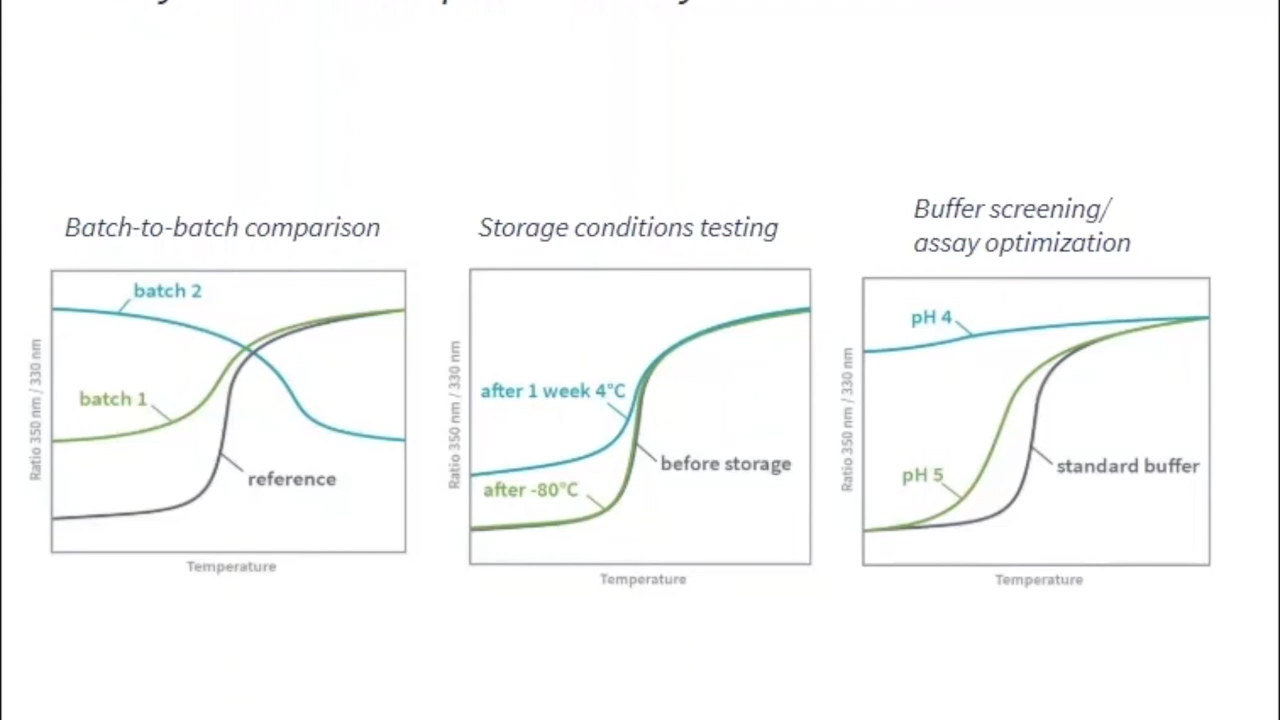 Batch-to-batch comparison
batch 2
batch 1
reference
Ratio 350 nm / 330 nm
Temperature
Storage conditions testing
after 1 week 4°C
before storage
after -80°C
Ratio 350 nm / 330 nm
Temperature
Buffer screening/
assay optimization
pH 4
pH 5
standard buffer
Ratio 350 nm / 330 nm
Temperature